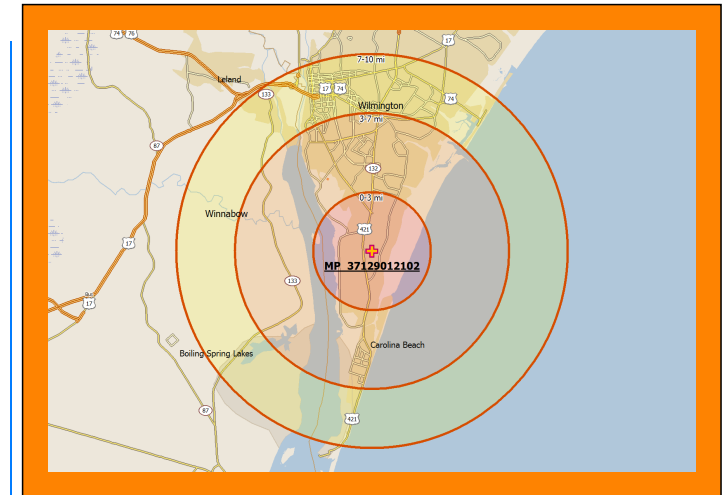 74 76
17
7-10 mi
Leland
133
17 74
74
Wilmington
3-7 mi
87
132
0-3 mi
Winnabow
421
17
MP_37129012102
133
17
Carolina Beach
Boiling Spring Lakes
87
421